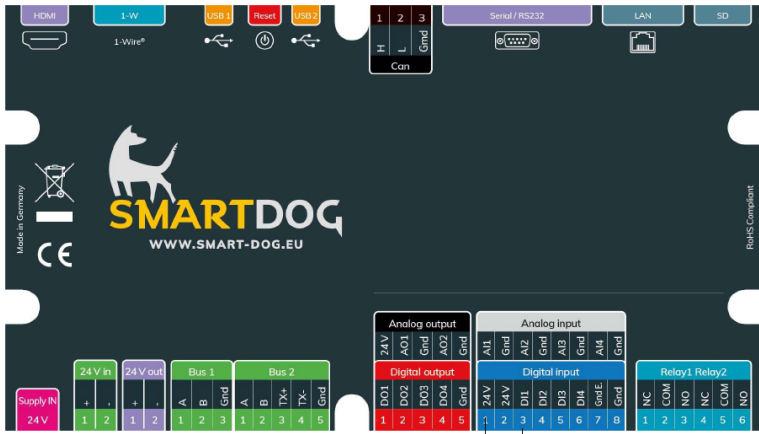 HDMI
1-W
USB 1
Reset
USB 2
1 2 3
Serial / RS232
LAN
SD
1-Wire®
H L Gmd
Can
Made in Germany
CE
SMARTDOG
WWW.SMART-DOG.EU
RoHS Compliant
Analog output
24 V AO1 Gnd AO2 Gnd
Analog input
AI1 Gnd AI2 Gnd AI3 Gnd AI4 Gnd
Supply IN
24 V
24 V in
+ -
1 2
24 V out
+ -
1 2
Bus 1
A B Gnd
1 2 3
Bus 2
A B TX+ TX- Gnd
1 2 3 4 5
Digital output
DO1 DO2 DO3 DO4 Gnd
1 2 3 4 5
Digital input
24 V 24 V DI1 DI2 DI3 DI4 Gnd E. Gnd
1 2 3 4 5 6 7 8
Relay1 Relay2
NC COM NO NC COM NO
1 2 3 4 5 6